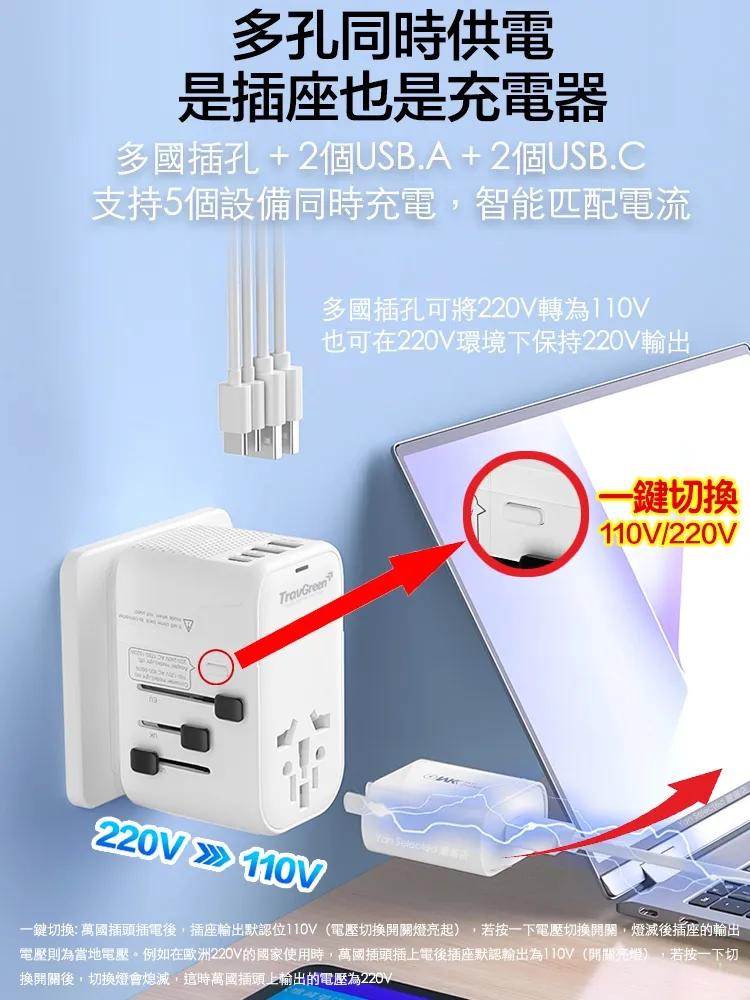 多孔同時供電
是插座也是充電器
多國插孔 + 2個USB.A + 2個USB.C
支持5個設備同時充電，智能匹配電流
多國插孔可將220V轉為110V
也可在220V環境下保持220V輸出
一鍵切換
110V/220V
TravGreen
EU
UK
220V
110V
Yan Selected
Yan Selected
一鍵切換: 萬國插頭插電後，插座輸出默認位110V（電壓切換開關燈亮起），若按一下電壓切換開關，燈滅後插座的輸出
電壓則為當地電壓。例如在歐洲220V的國家使用時，萬國插頭插上電後插座默認輸出為110V（開關亮燈），若按一下切
換開關後，切換燈會熄滅，這時萬國插頭上輸出的電壓為220V